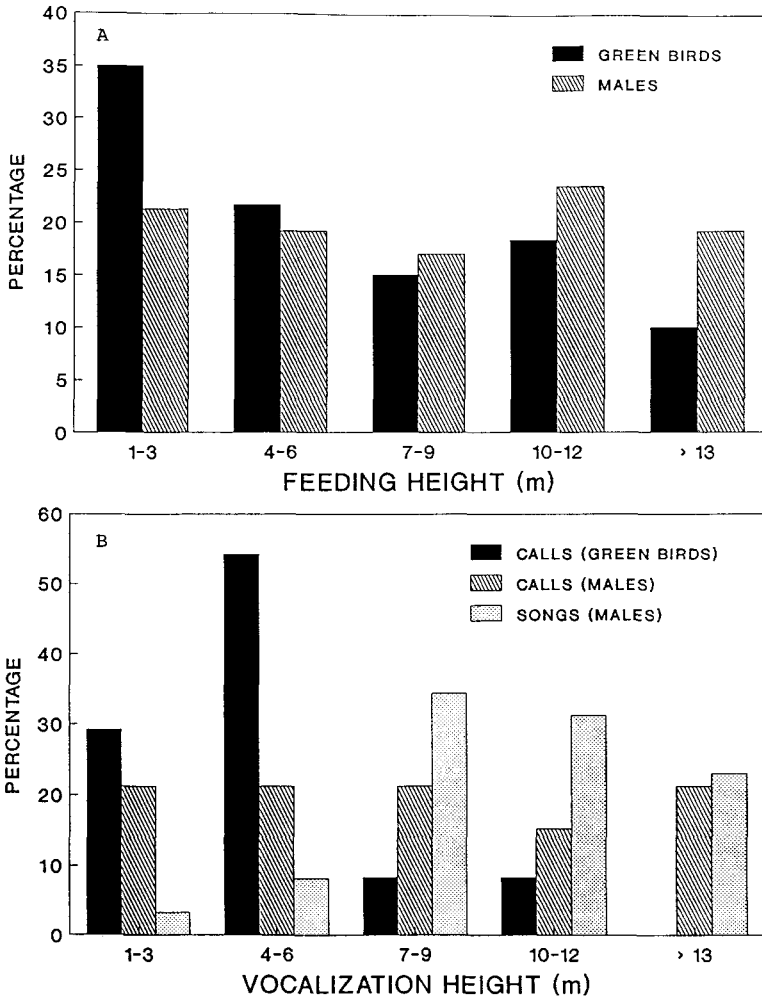 A
GREEN BIRDS
MALES
PERCENTAGE
40
35
30
25
20
15
10
5
0
1-3 4-6 7-9 10-12 > 13
FEEDING HEIGHT (m)
B
CALLS (GREEN BIRDS)
CALLS (MALES)
SONGS (MALES)
PERCENTAGE
60
50
40
30
20
10
0
1-3 4-6 7-9 10-12 > 13
VOCALIZATION HEIGHT (m)